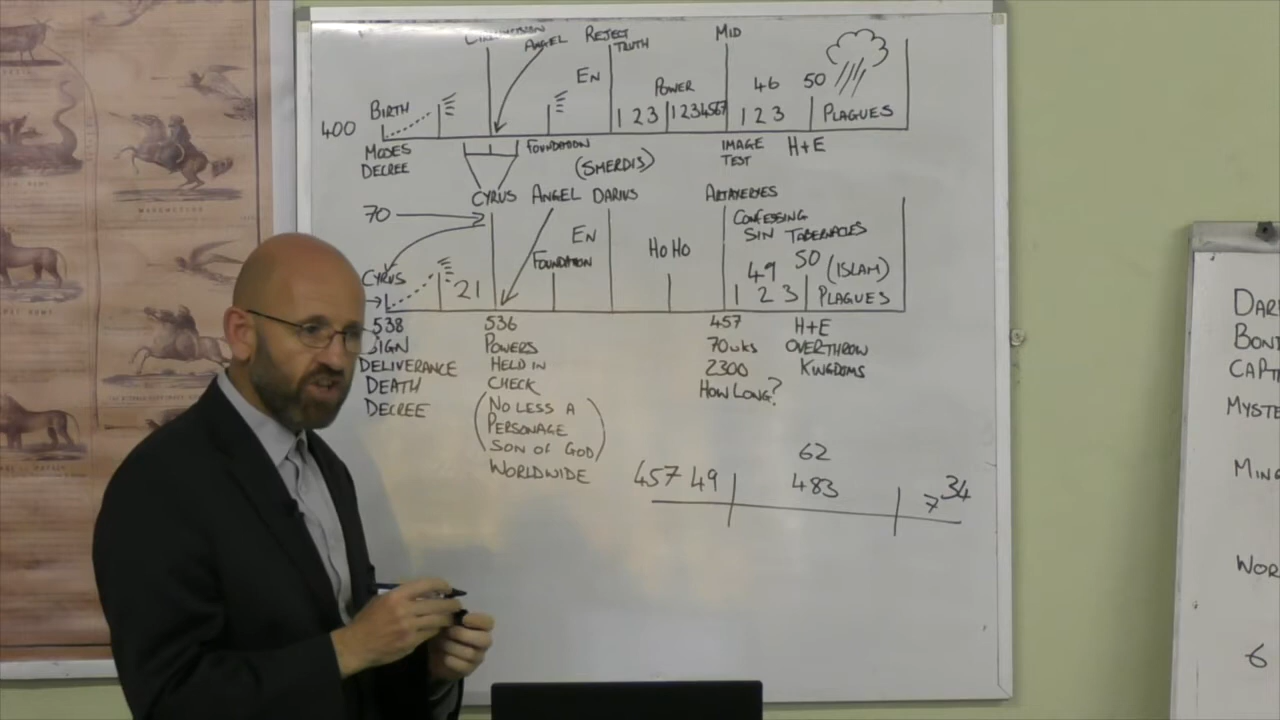 ANGEL REJECT TRUTH MID
EN POWER 46 50
BIRTH 1 2 3 1234567 1 2 3 PLAGUES
400
MODES DECREE
FOUNDATION
(SMERDIS)
IMAGE TEST
H+E
CYRUS ANGEL DARIUS ARTAXERXES
70
CONFESSING SIN TABERNACLES
EN FOUNDATION
HO HO
49 50 (ISLAM)
CYRUS
21
1 2 3 PLAGUES
538
SIGN
DELIVERANCE
DEATH
DECREE
536
POWERS
HELD IN
CHECK
(NO LESS A
PERSONAGE
SON OF GOD)
WORLDWIDE
457
70WKS
2300
HOW LONG?
H+E
OVERTHROW
KINGDOMS
62
457 49 483 7 34
DAR
BON
CAPT
MYST
MIN
WOR
6